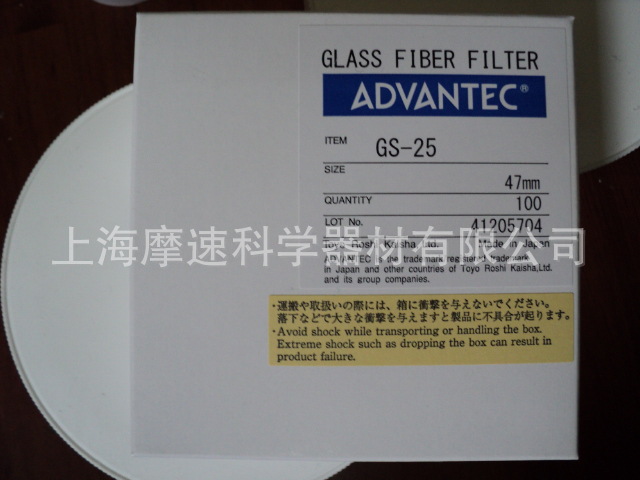 GLASS FIBER FILTER
ADVANTEC®
ITEM GS-25
SIZE 47mm
QUANTITY 100
LOT No. 41205704
上海摩速科学器材有限公司
Toyo Roshi Kaisha, Ltd. Made in Japan
ADVANTEC is the trademark registered Trademark
in Japan and other countries of Toyo Roshi Kaisha,Ltd.
and its group companies.
・運搬や取扱いの際には、箱に衝撃を与えないでください。
落下などで大きな衝撃を与えますと製品に不具合が起ります。
・Avoid shock while transporting or handling the box.
Extreme shock such as dropping the box can result in
product failure.